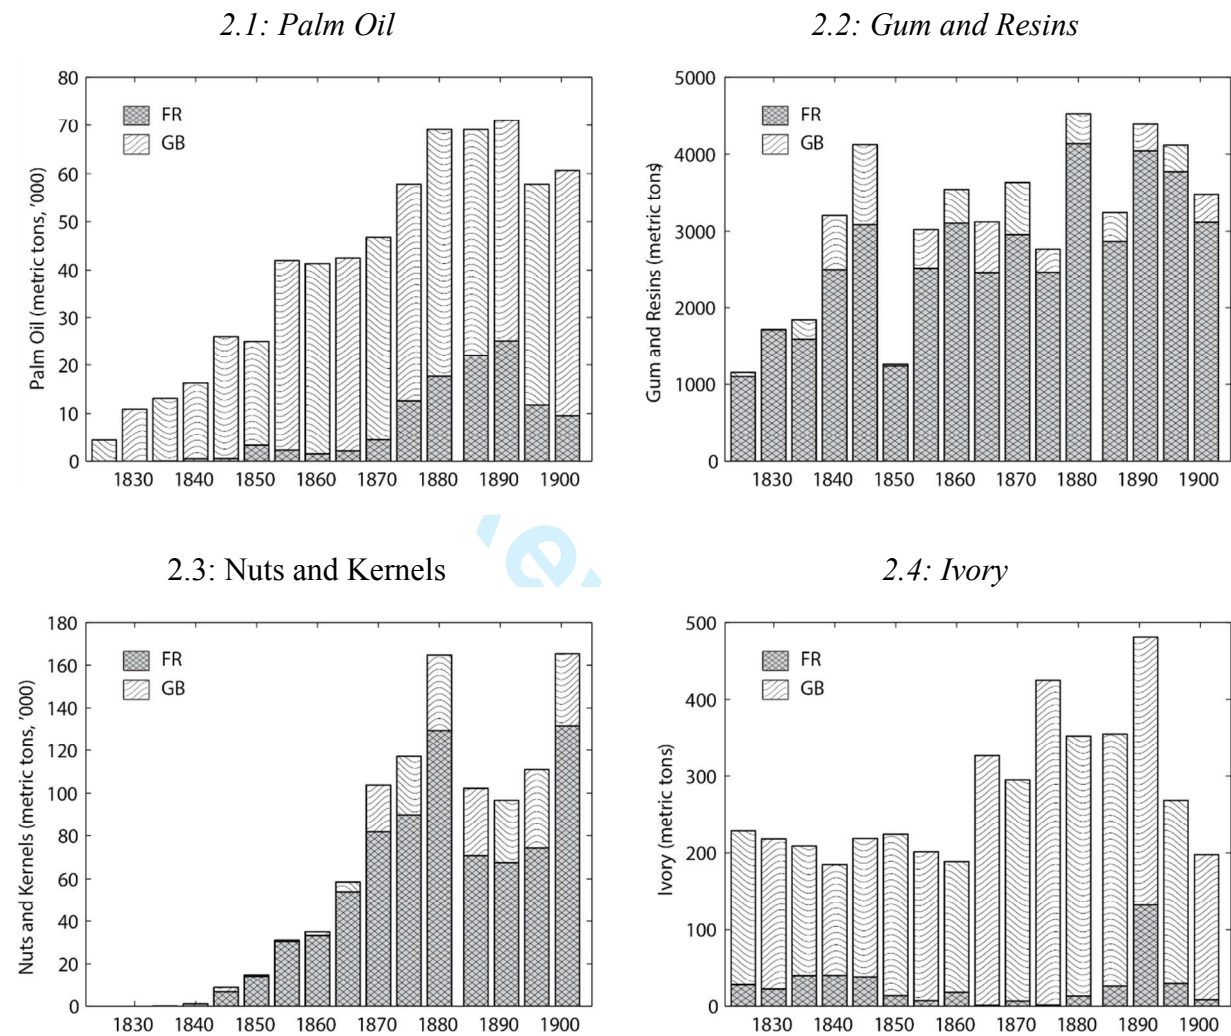 2.1: Palm Oil
80
70
60
50
40
30
20
10
0
Palm Oil (metric tons, '000)
FR
GB
1830 1840 1850 1860 1870 1880 1890 1900
2.2: Gum and Resins
5000
4000
3000
2000
1000
0
Gum and Resins (metric tons)
FR
GB
1830 1840 1850 1860 1870 1880 1890 1900
2.3: Nuts and Kernels
180
160
140
120
100
80
60
40
20
0
Nuts and Kernels (metric tons, '000)
FR
GB
1830 1840 1850 1860 1870 1880 1890 1900
2.4: Ivory
500
400
300
200
100
0
Ivory (metric tons)
FR
GB
1830 1840 1850 1860 1870 1880 1890 1900